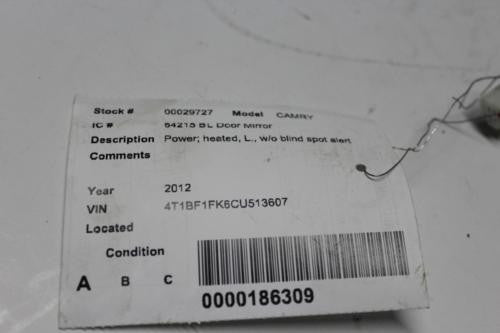 Stock # 00029727 Model CAMRY
IC # 64215 BL Door Mirror
Description Power; heated, L., w/o blind spot alert
Comments
Year 2012
VIN 4T1BF1FK6CU513607
Located
Condition
A B C
0000186309